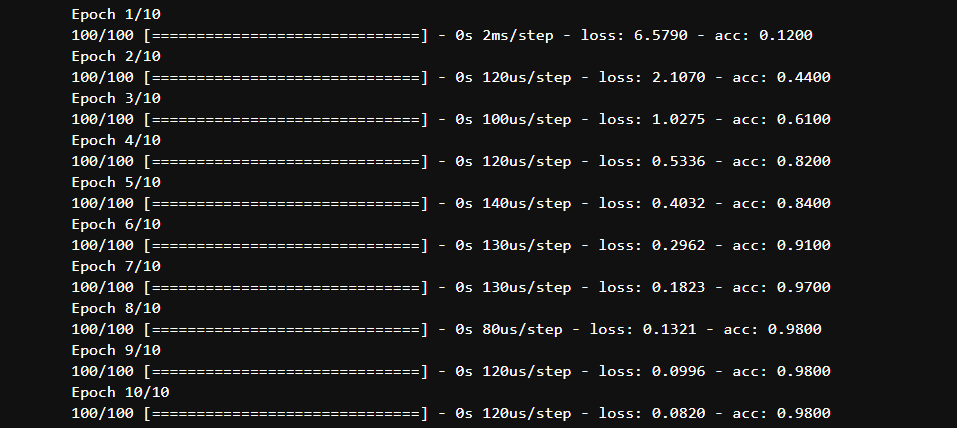 Epoch 1/10
100/100 [==============================] - 0s 2ms/step - loss: 6.5790 - acc: 0.1200
Epoch 2/10
100/100 [==============================] - 0s 120us/step - loss: 2.1070 - acc: 0.4400
Epoch 3/10
100/100 [==============================] - 0s 100us/step - loss: 1.0275 - acc: 0.6100
Epoch 4/10
100/100 [==============================] - 0s 120us/step - loss: 0.5336 - acc: 0.8200
Epoch 5/10
100/100 [==============================] - 0s 140us/step - loss: 0.4032 - acc: 0.8400
Epoch 6/10
100/100 [==============================] - 0s 130us/step - loss: 0.2962 - acc: 0.9100
Epoch 7/10
100/100 [==============================] - 0s 130us/step - loss: 0.1823 - acc: 0.9700
Epoch 8/10
100/100 [==============================] - 0s 80us/step - loss: 0.1321 - acc: 0.9800
Epoch 9/10
100/100 [==============================] - 0s 120us/step - loss: 0.0996 - acc: 0.9800
Epoch 10/10
100/100 [==============================] - 0s 120us/step - loss: 0.0820 - acc: 0.9800